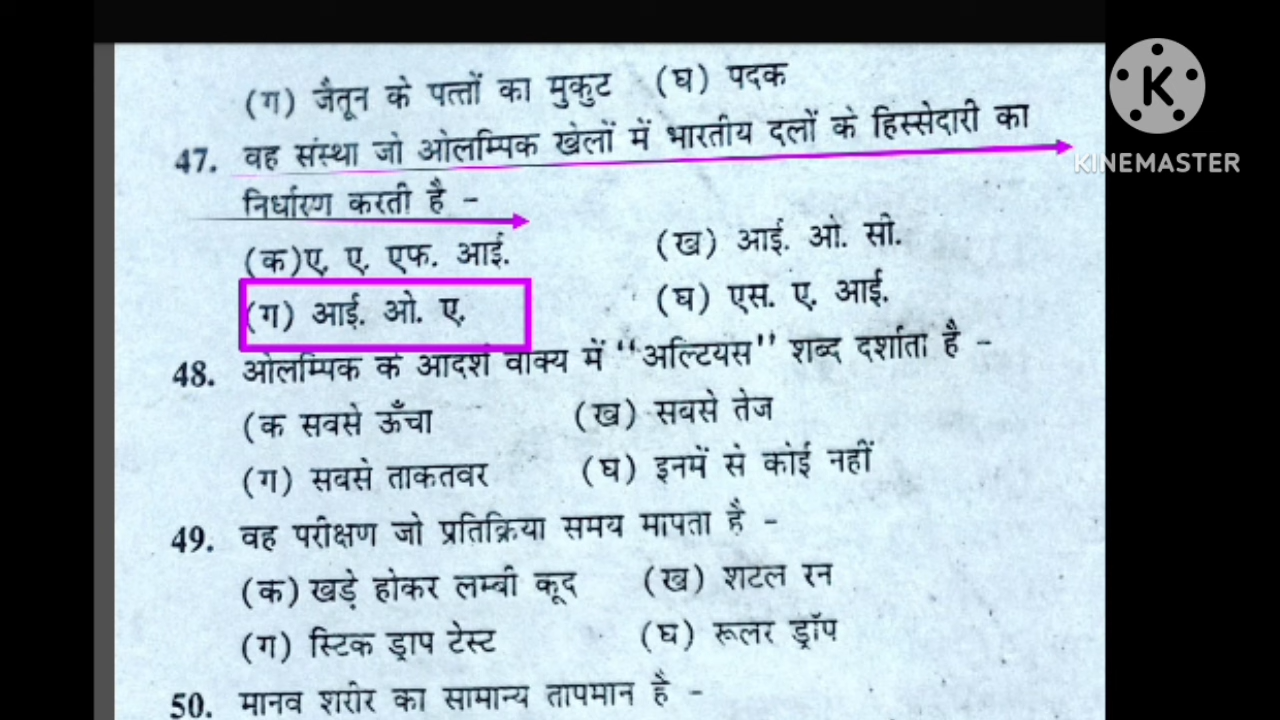 (ग) जैतून के पत्तों का मुकुट (घ) पदक
47. वह संस्था जो ओलम्पिक खेलों में भारतीय दलों के हिस्सेदारी का
निर्धारण करती है -
(क)ए. ए. एफ. आई. (ख) आई. ओ. सी.
(ग) आई. ओ. ए. (घ) एस. ए. आई.
48. ओलम्पिक के आदर्श वाक्य में "अल्टियस" शब्द दर्शाता है -
(क सबसे ऊँचा (ख) सबसे तेज
(ग) सबसे ताकतवर (घ) इनमें से कोई नहीं
49. वह परीक्षण जो प्रतिक्रिया समय मापता है -
(क) खड़े होकर लम्बी कूद (ख) शटल रन
(ग) स्टिक ड्राप टेस्ट (घ) रूलर ड्रॉप
50. मानव शरीर का सामान्य तापमान है -
K
KINEMASTER